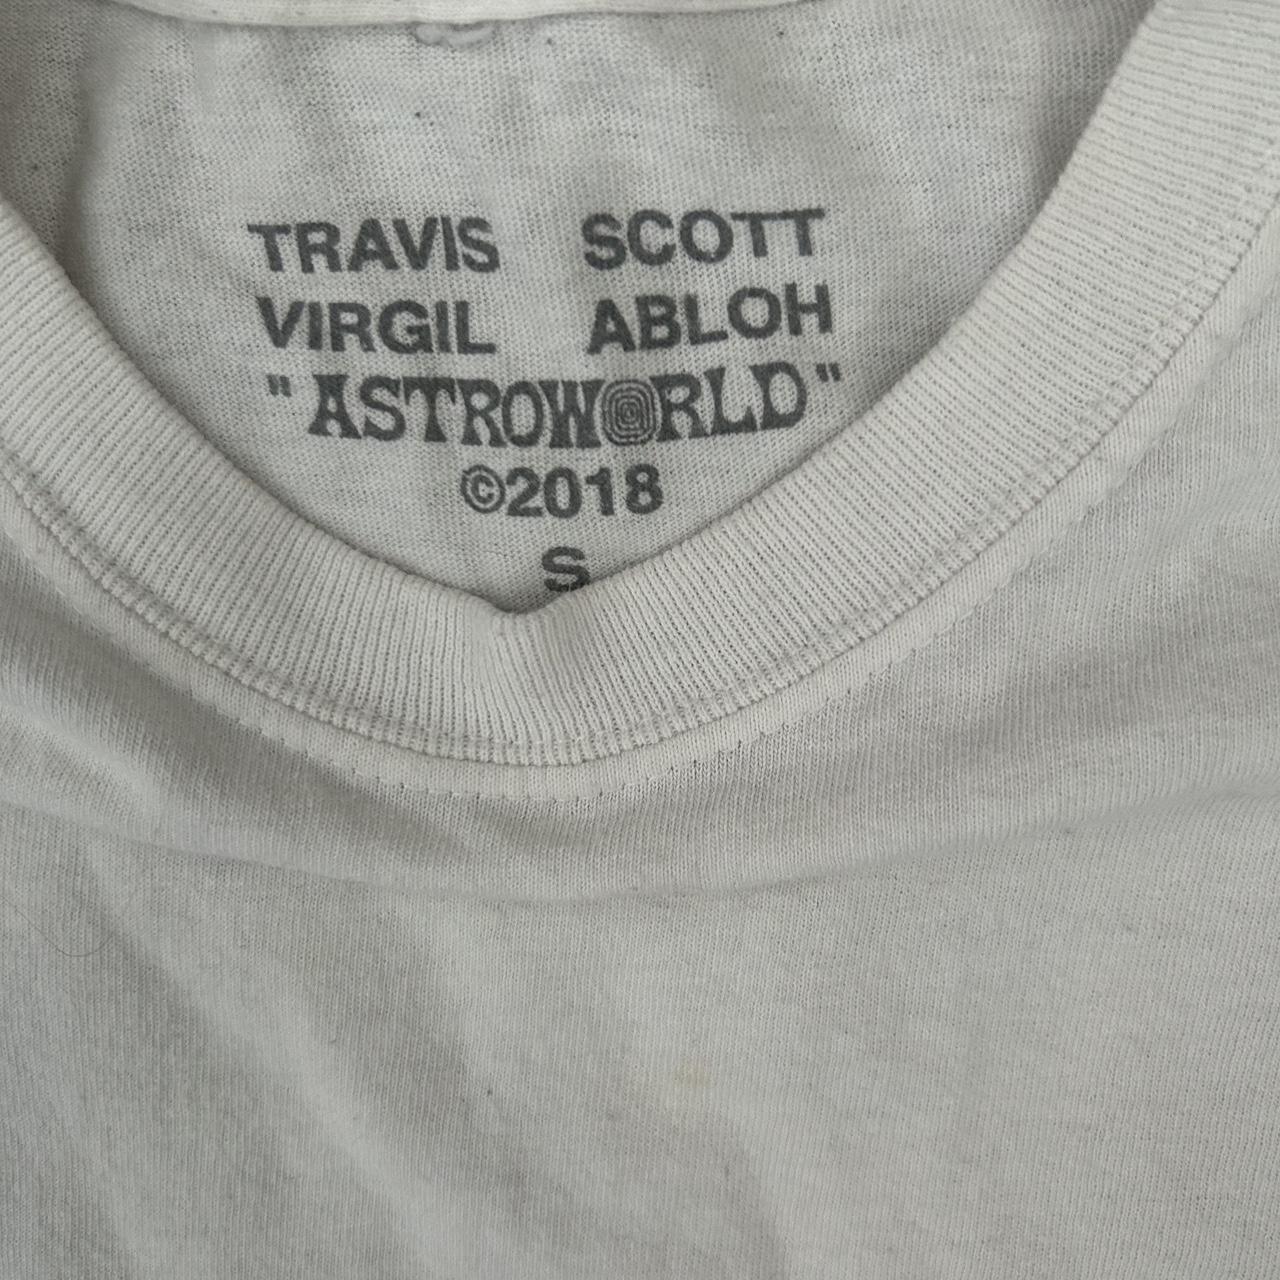 TRAVIS SCOTT
VIRGIL ABLOH
"ASTROWORLD"
©2018
S